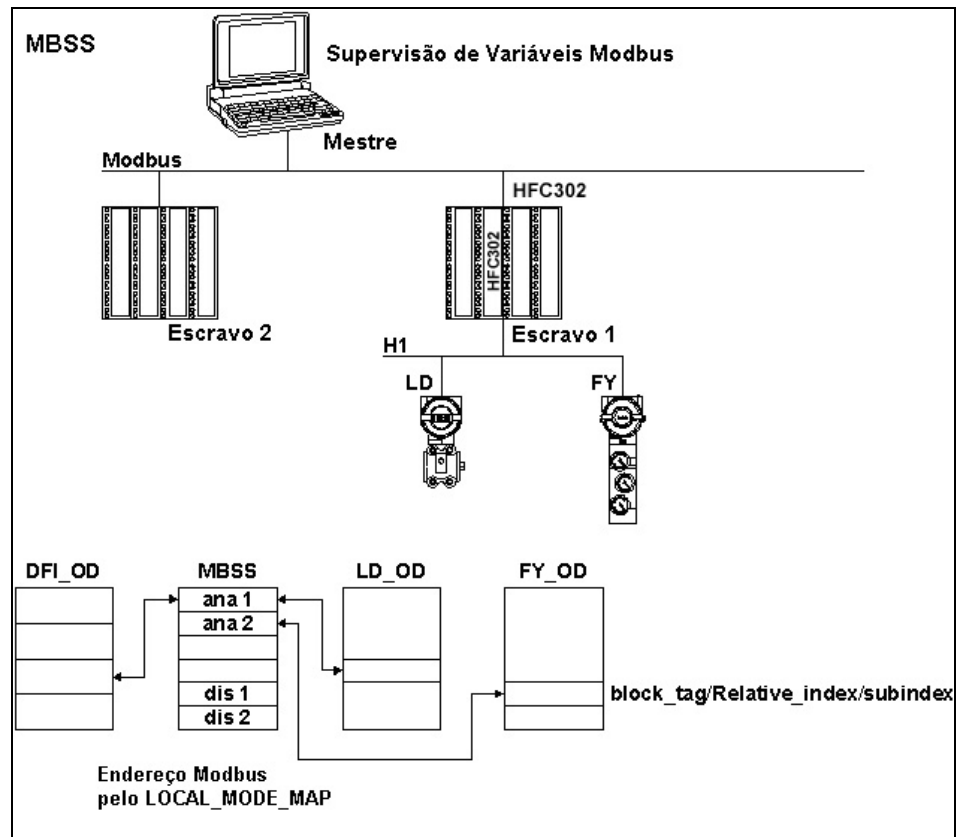 MBSS
Supervisão de Variáveis Modbus
Mestre
Modbus
HFC302
HFC302
Escravo 2
Escravo 1
H1
LD
FY
DFI_OD
MBSS
LD_OD
FY_OD
ana 1
ana 2
dis 1
dis 2
block_tag/Relative_index/subindex
Endereço Modbus
pelo LOCAL_MODE_MAP